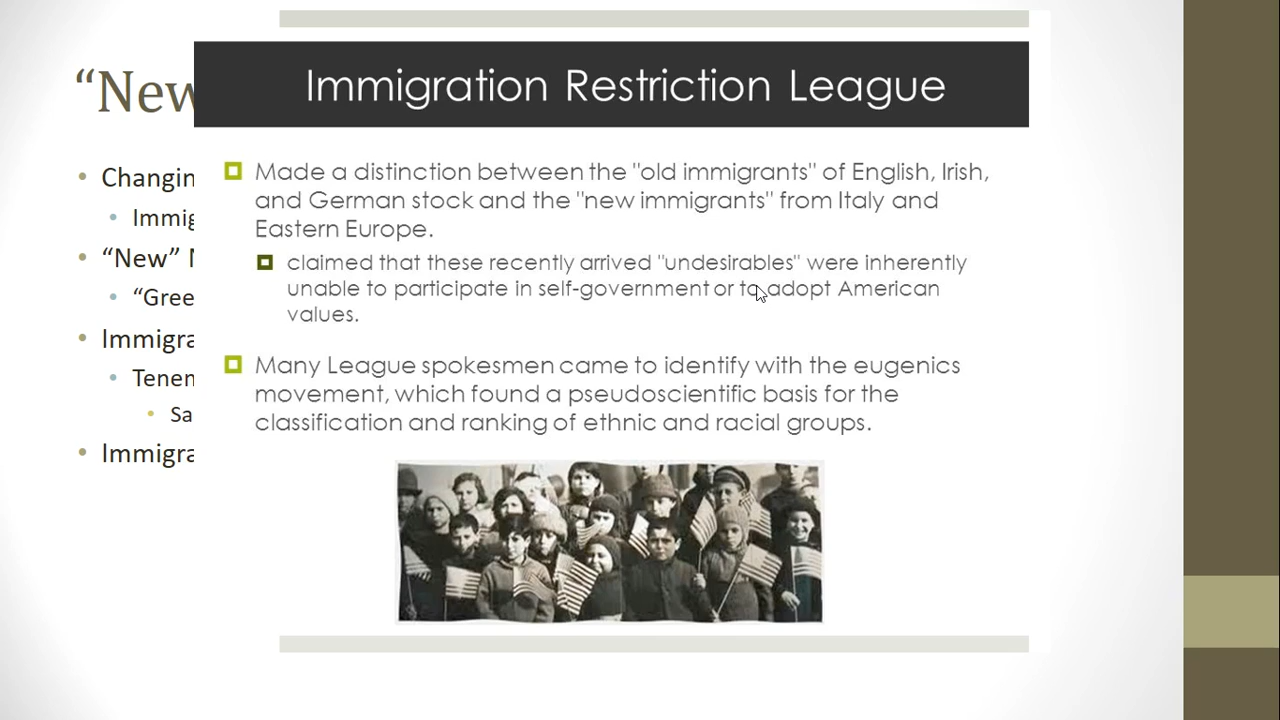 Immigration Restriction League
Made a distinction between the "old immigrants" of English, Irish,
and German stock and the "new immigrants" from Italy and
Eastern Europe.
claimed that these recently arrived "undesirables" were inherently
unable to participate in self-government or to adopt American
values.
Many League spokesmen came to identify with the eugenics
movement, which found a pseudoscientific basis for the
classification and ranking of ethnic and racial groups.
“New
Changin
Immig
“New” N
“Gree
Immigra
Tenen
Sa
Immigra